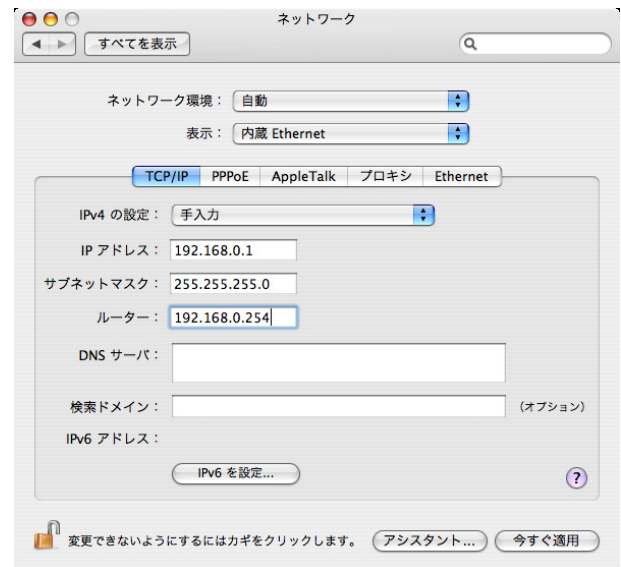 ネットワーク
すべてを表示
ネットワーク環境： 自動
表示： 内蔵 Ethernet
TCP/IP PPPoE AppleTalk プロキシ Ethernet
IPv4 の設定： 手入力
IP アドレス： 192.168.0.1
サブネットマスク： 255.255.255.0
ルーター： 192.168.0.254
DNS サーバ：
検索ドメイン： (オプション)
IPv6 アドレス：
IPv6 を設定... ?
変更できないようにするにはカギをクリックします。 アシスタント... 今すぐ適用